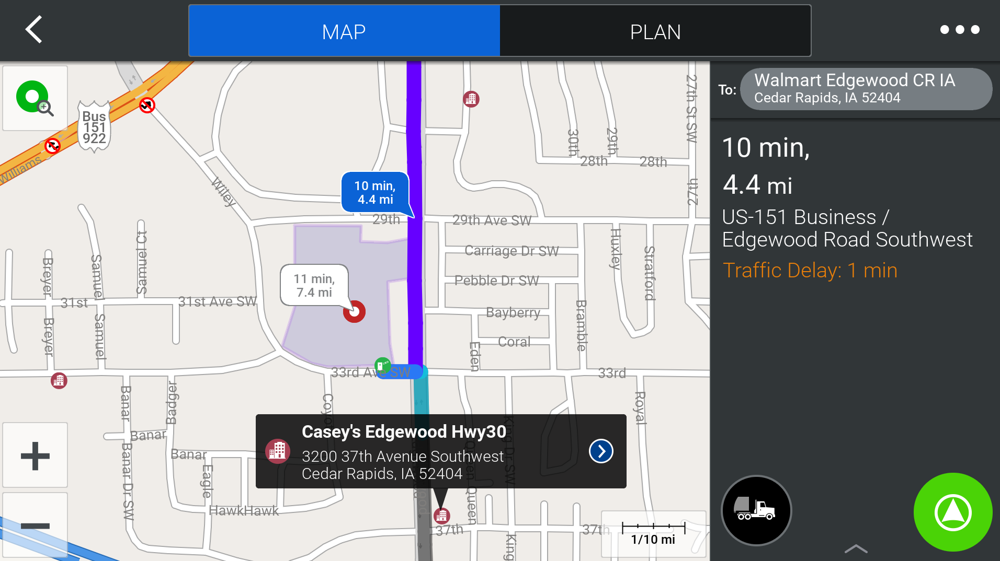 MAP
PLAN
To:
Walmart Edgewood CR IA
Cedar Rapids, IA 52404
10 min,
4.4 mi
US-151 Business /
Edgewood Road Southwest
Traffic Delay: 1 min
Bus
151
922
Williams
Wiley
30th
29th
27th St SW
28th
28th
27th
10 min,
4.4 mi
29th
29th Ave SW
Carriage Dr SW
Huxley
Stratford
Pebble Dr SW
Bayberry
Bramble
Coral
Eden
11 min,
7.4 mi
Breyer
Samuel
Samuel Ct
31st
31st Ave SW
Breyer
Samuel
33rd Ave SW
33rd
Banar
Badger
Royal
Banar
Banar
Banar Dr SW
Eagle
HawkHawk
Casey's Edgewood Hwy30
3200 37th Avenue Southwest
Cedar Rapids, IA 52404
King Dr SW
Queen
Queen
37th
37th
King
1/10 mi